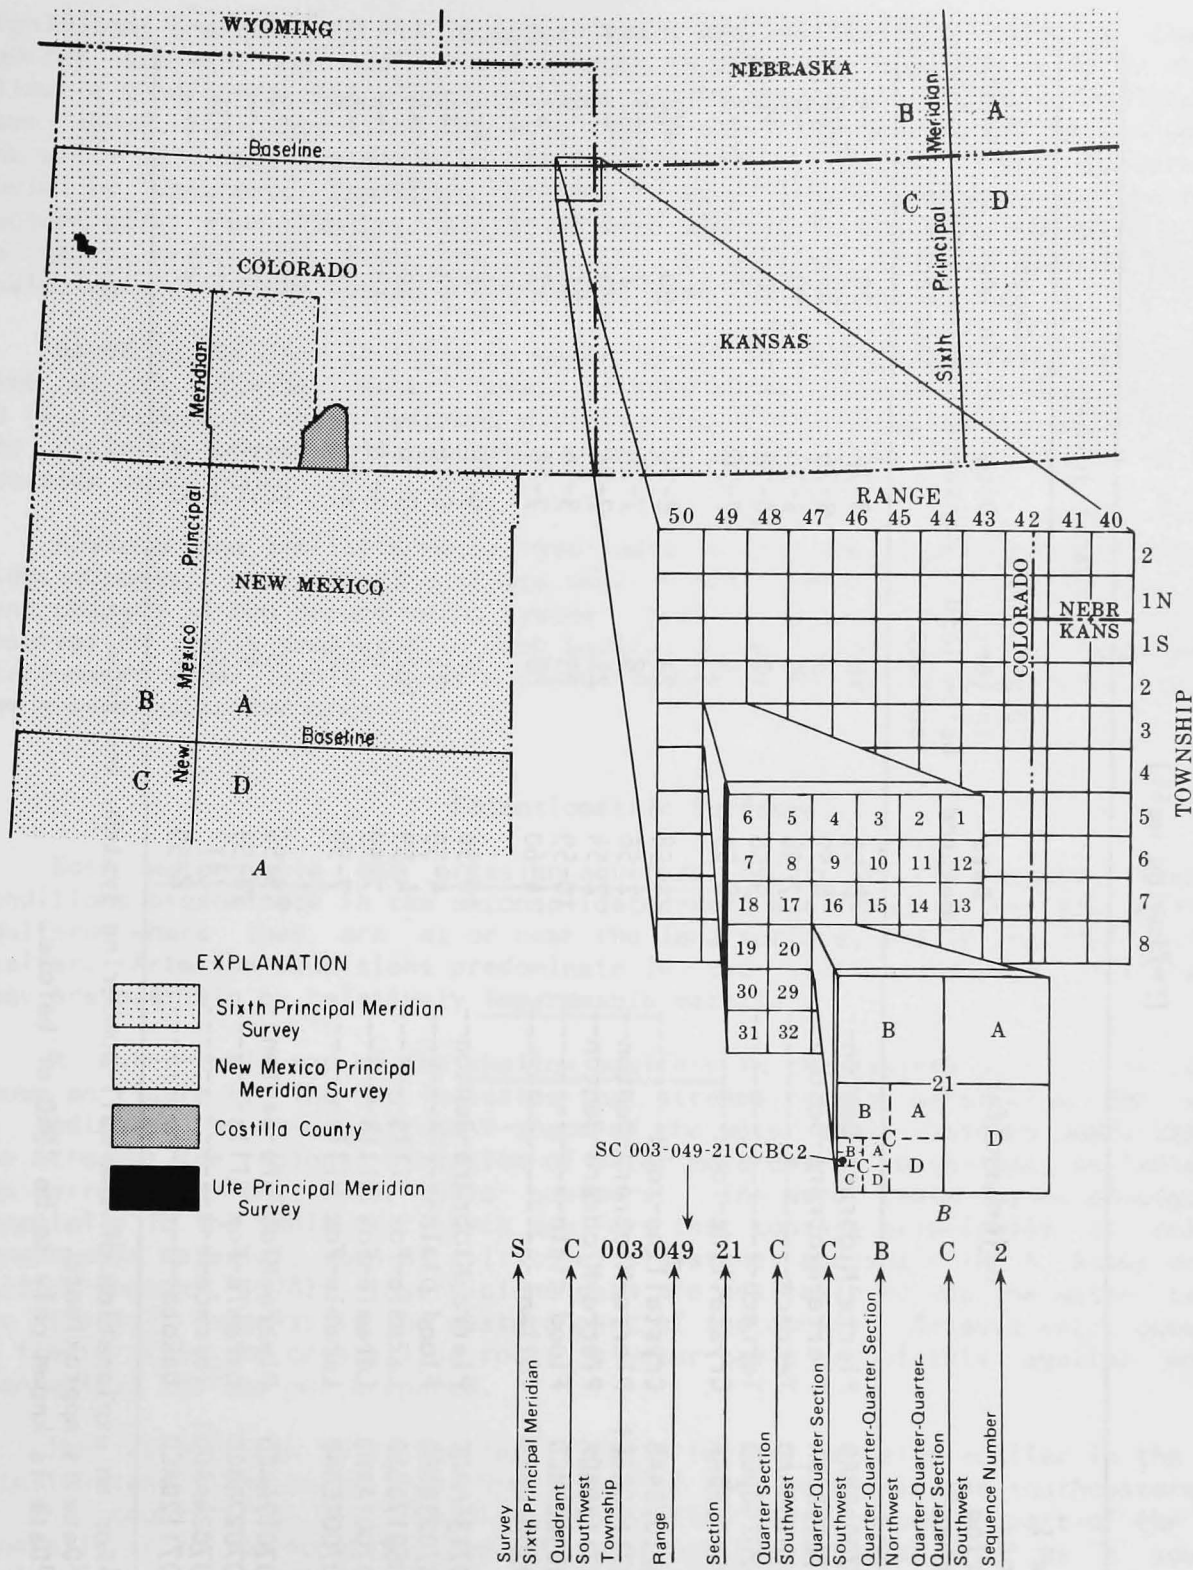 WYOMING
NEBRASKA
B
A
Meridian
Baseline
C
D
Principal
Sixth
COLORADO
KANSAS
Meridian
Principal
NEW MEXICO
Mexico
B
A
Baseline
New
C
D
A
RANGE
50 49 48 47 46 45 44 43 42 41 40
COLORADO
NEBR
KANS
2
1 N
1 S
2
3
4
5
6
7
8
TOWNSHIP
6 5 4 3 2 1
7 8 9 10 11 12
18 17 16 15 14 13
19 20
30 29
31 32
B A
21
B A
C
D
D
B A
C
C D
B
EXPLANATION
Sixth Principal Meridian
Survey
New Mexico Principal
Meridian Survey
Costilla County
Ute Principal Meridian
Survey
SC 003-049-21CCBC2
S C 003 049 21 C C B C 2
Survey
Sixth Principal Meridian
Quadrant
Southwest
Township
Range
Section
Quarter Section
Southwest
Quarter-Quarter Section
Southwest
Quarter-Quarter-Quarter Section
Northwest
Quarter-Quarter-Quarter-
Quarter Section
Southwest
Sequence Number